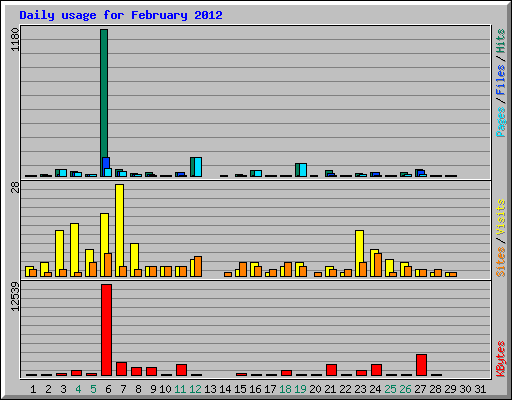 Daily usage for February 2012
1180
Pages / Files / Hits
28
Sites / Visits
12539
KBytes
1 2 3 4 5 6 7 8 9 10 11 12 13 14 15 16 17 18 19 20 21 22 23 24 25 26 27 28 29 30 31